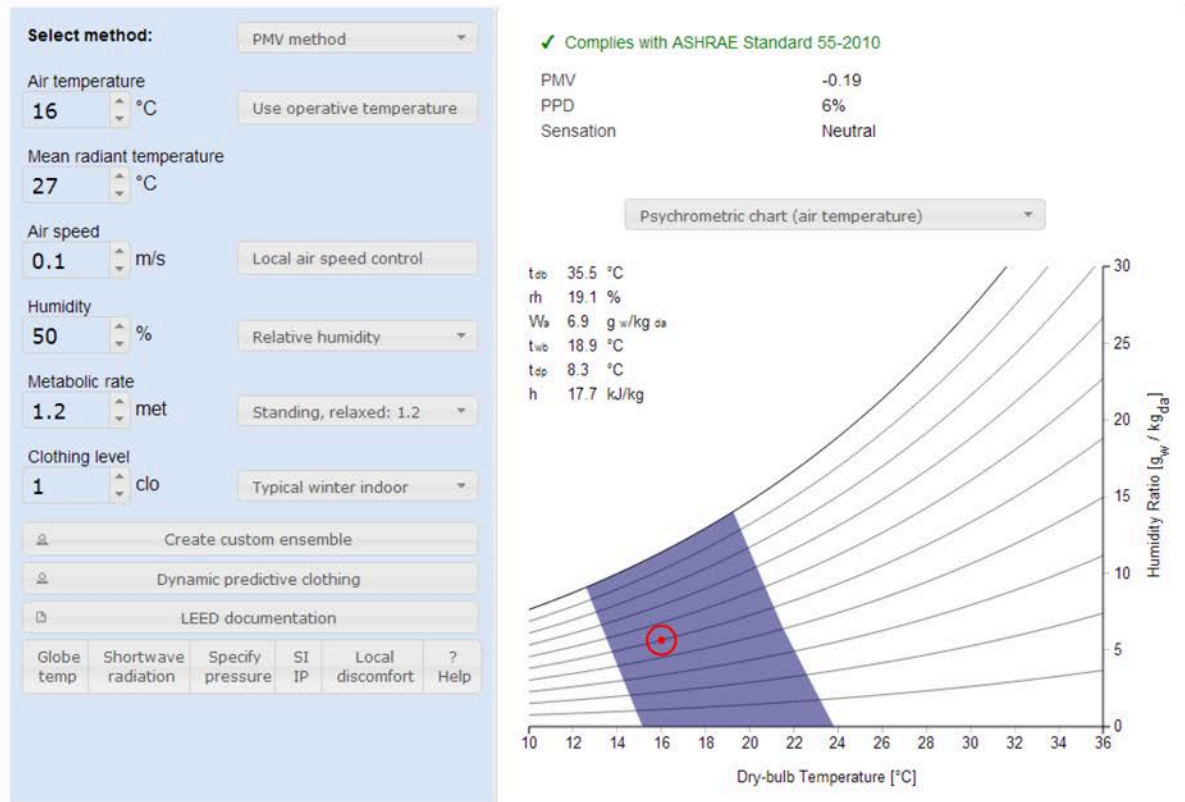 Select method:
PMV method
Air temperature
16 °C
Use operative temperature
Mean radiant temperature
27 °C
Air speed
0.1 m/s
Local air speed control
Humidity
50 %
Relative humidity
Metabolic rate
1.2 met
Standing, relaxed: 1.2
Clothing level
1 clo
Typical winter indoor
Create custom ensemble
Dynamic predictive clothing
LEED documentation
Globe temp
Shortwave radiation
Specify pressure
SI IP
Local discomfort
? Help
✓ Complies with ASHRAE Standard 55-2010
PMV -0.19
PPD 6%
Sensation Neutral
Psychrometric chart (air temperature)
tdb 35.5 °C
rh 19.1 %
Wa 6.9 g w/kg da
twb 18.9 °C
tdp 8.3 °C
h 17.7 kJ/kg
30
25
20
15
10
5
0
Humidity Ratio [gw / kgda]
10 12 14 16 18 20 22 24 26 28 30 32 34 36
Dry-bulb Temperature [°C]